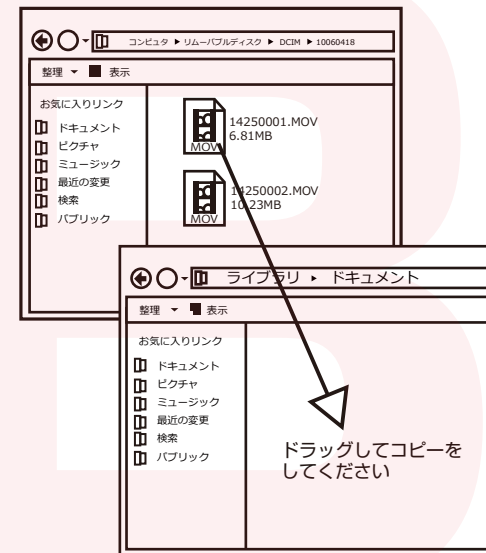 コンピュタ ▶ リムーバブルディスク ▶ DCIM ▶ 10060418
整理 ▼ ■ 表示
お気に入りリンク
ドキュメント
ピクチャ
ミュージック
最近の変更
検索
パブリック
MOV
14250001.MOV
6.81MB
MOV
14250002.MOV
10.23MB
ライブラリ ▶ ドキュメント
整理 ▼ 表示
お気に入りリンク
ドキュメント
ピクチャ
ミュージック
最近の変更
検索
パブリック
ドラッグしてコピーを
してください